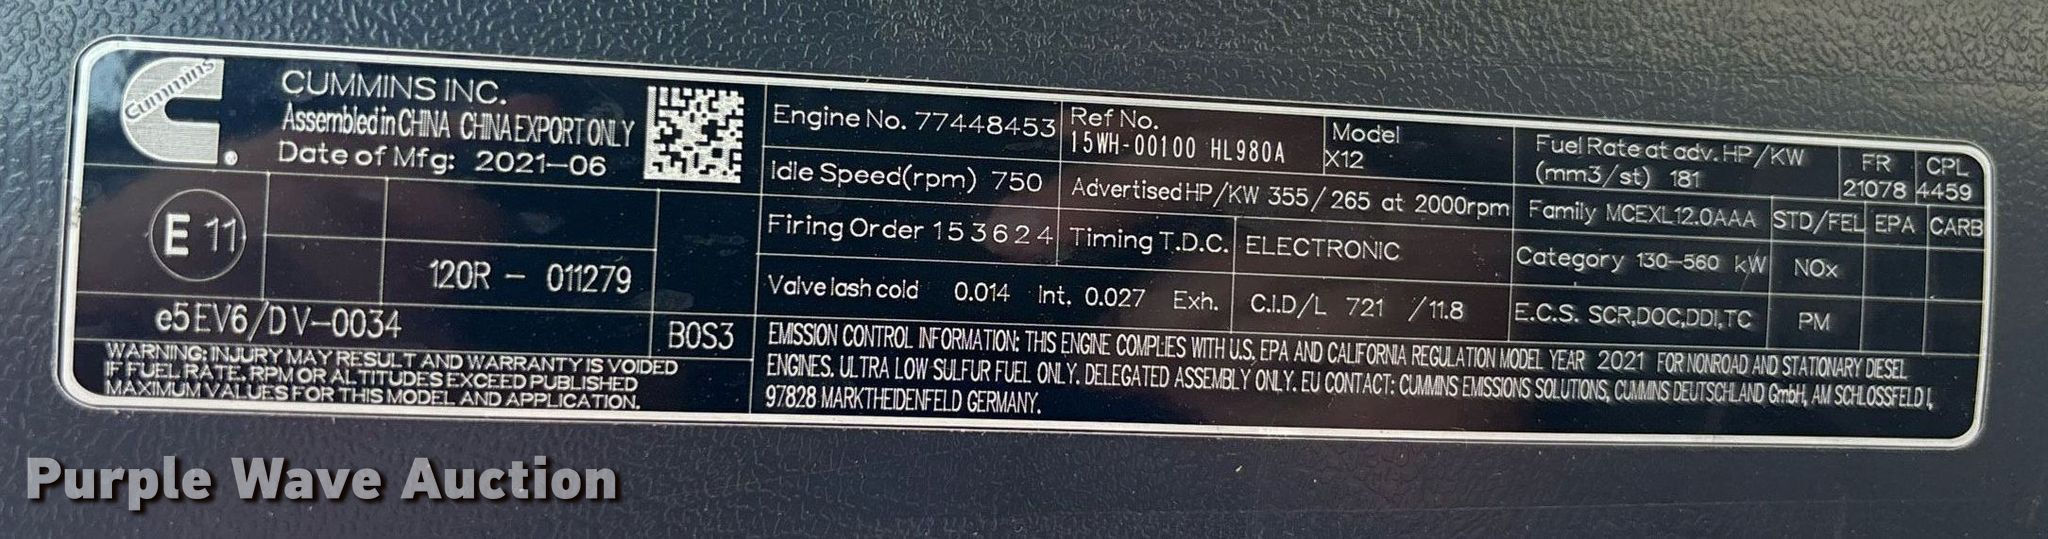 Cummins
CUMMINS INC.
Assembled in CHINA CHINA EXPORT ONLY
Date of Mfg: 2021-06
E 11
120R - 011279
e5EV6/DV-0034
B0S3
WARNING: INJURY MAY RESULT AND WARRANTY IS VOIDED
IF FUEL RATE. RPM OR ALTITUDES EXCEED PUBLISHED
MAXIMUM VALUES FOR THIS MODEL AND APPLICATION.
Engine No. 77448453
Ref No.
15WH-00100 HL980A
Model
X12
Fuel Rate at adv. HP/KW
(mm3/st) 181
FR
21078
CPL
4459
Idle Speed(rpm) 750
Advertised HP/KW 355/265 at 2000rpm
Family MCEXL12.0AAA
STD/FEL
EPA
CARB
Firing Order 153624
Timing T.D.C.
ELECTRONIC
Category 130-560 kW
NOx
Valve lash cold 0.014 Int. 0.027 Exh.
C.I.D/L 721 /11.8
E.C.S. SCR,DOC,DDI,TC
PM
EMISSION CONTROL INFORMATION: THIS ENGINE COMPLIES WITH U.S. EPA AND CALIFORNIA REGULATION MODEL YEAR 2021 FOR NONROAD AND STATIONARY DIESEL
ENGINES. ULTRA LOW SULFUR FUEL ONLY. DELEGATED ASSEMBLY ONLY. EU CONTACT: CUMMINS EMISSIONS SOLUTIONS, CUMMINS DEUTSCHLAND GmbH, AM SCHLOSSFELD 1,
97828 MARKTHEIDENFELD GERMANY.
Purple Wave Auction